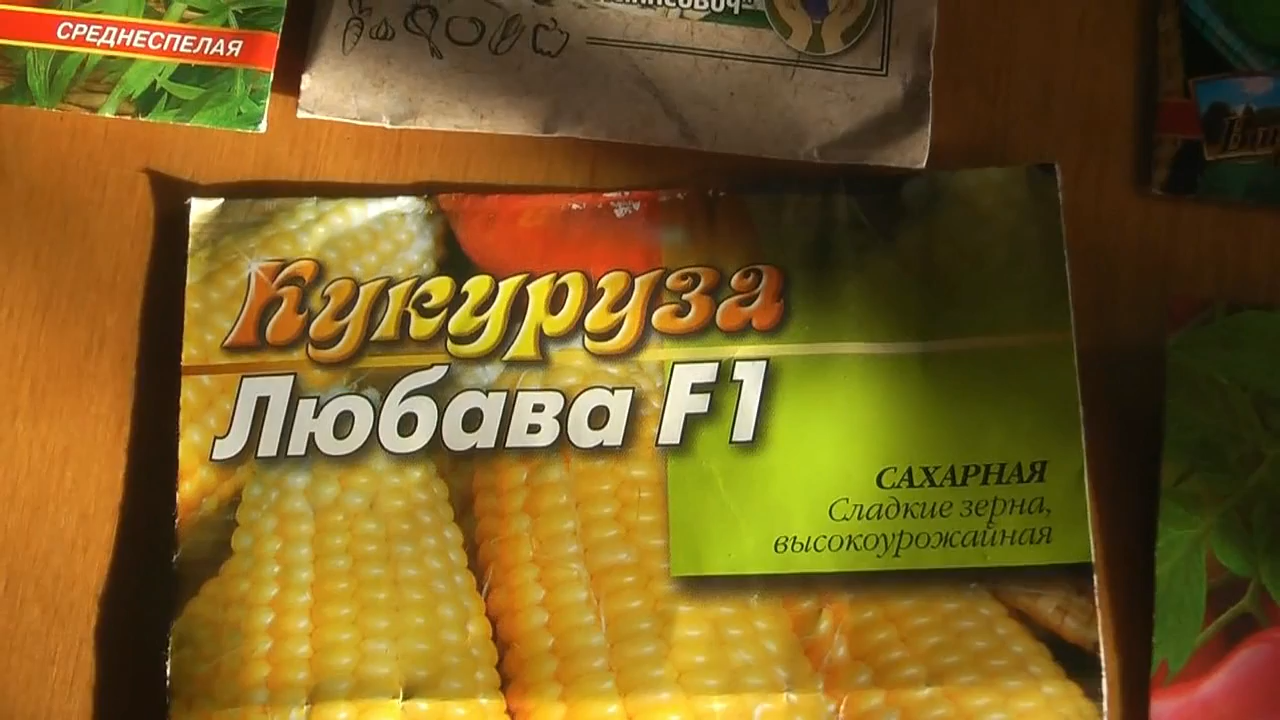 СРЕДНЕСПЕЛАЯ
Кукуруза
Любава F1
САХАРНАЯ
Сладкие зерна,
высокоурожайная